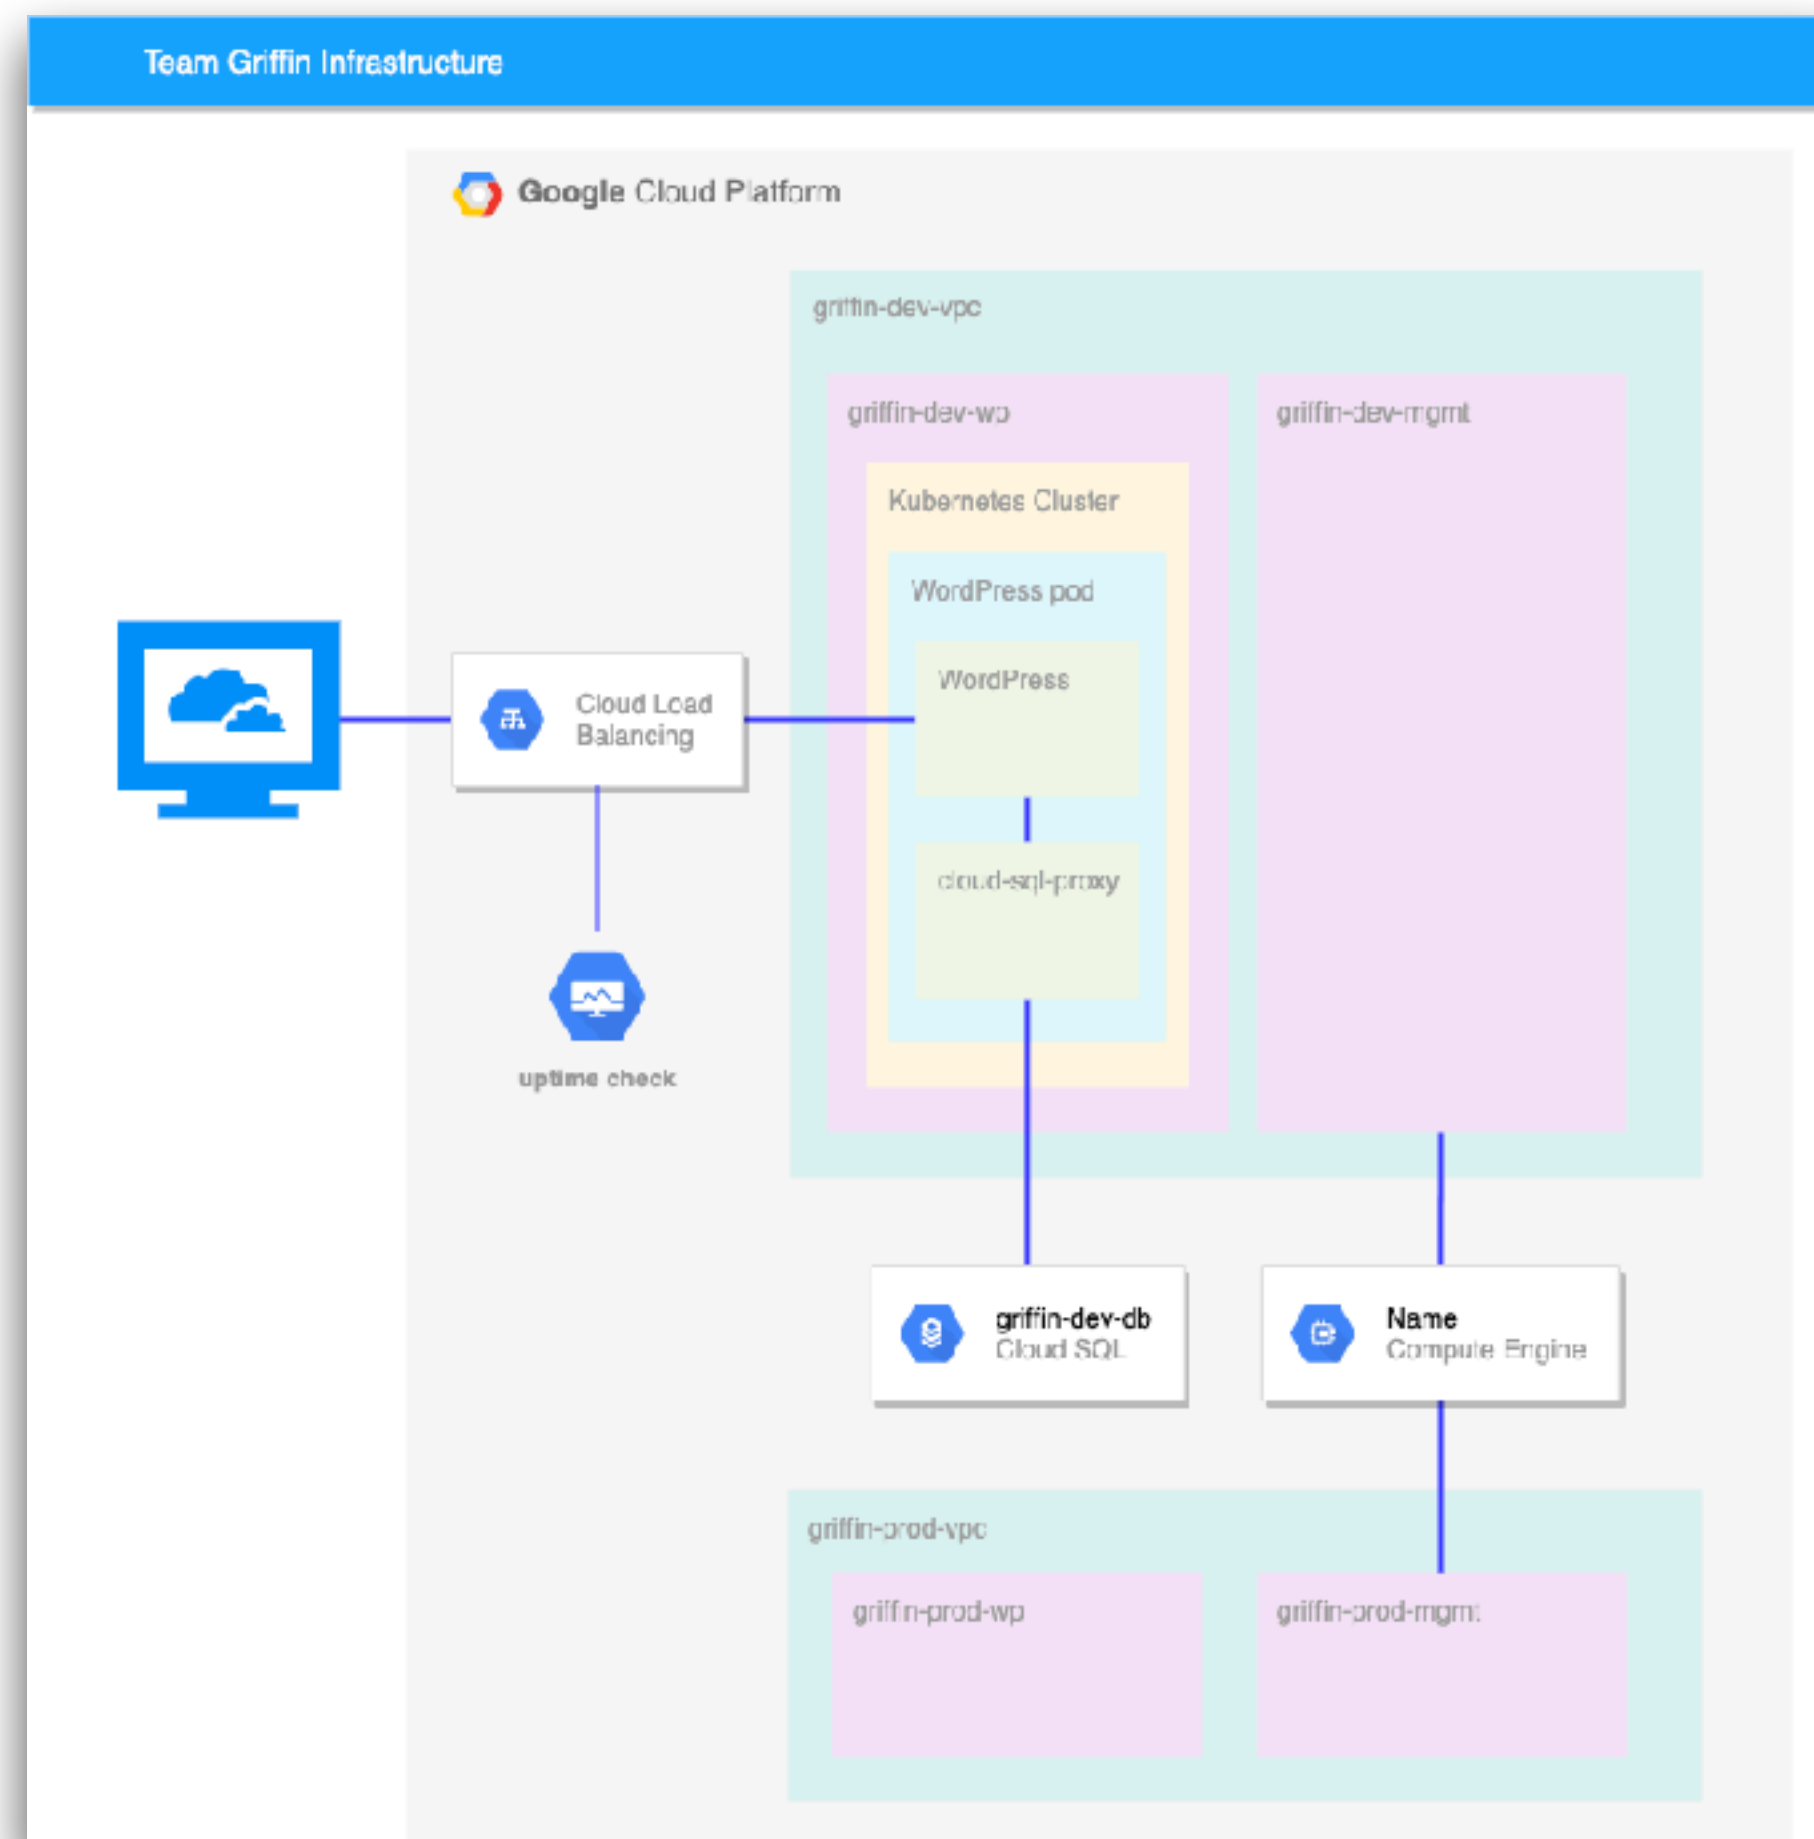 Team Griffin Infrastructure
Google Cloud Platform
griffin-dev-vpc
griffin-dev-wp
griffin-dev-mgmt
Kubernetes Cluster
WordPress pod
WordPress
Cloud Load
Balancing
cloud-sql-proxy
uptime check
griffin-dev-db
Cloud SQL
Name
Compute Engine
griffin-prod-vpc
griffin-prod-wp
griffin-prod-mgmt